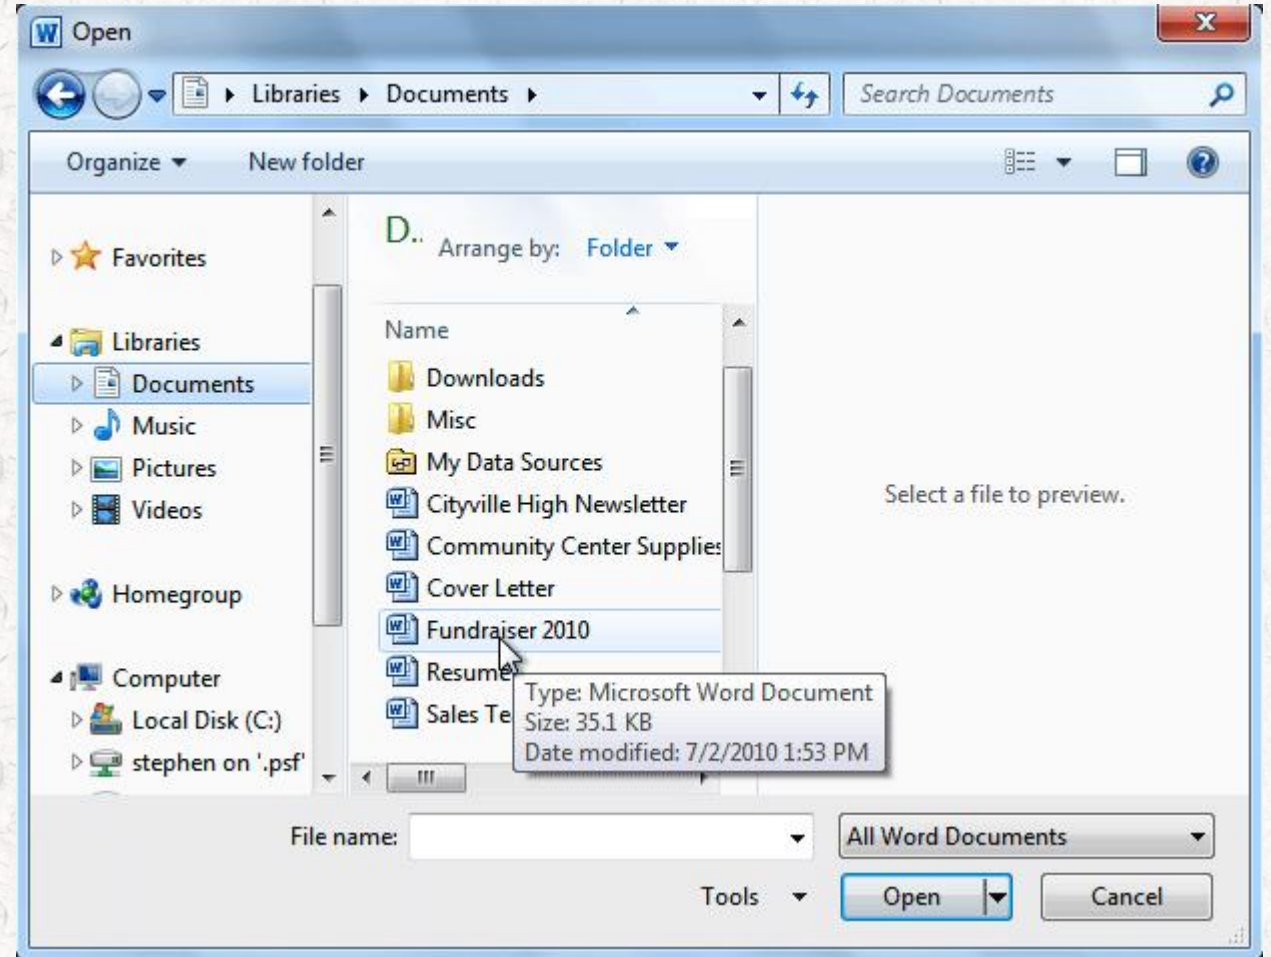 Open
Libraries Documents
Search Documents
Organize New folder
Favorites
Libraries
Documents
Music
Pictures
Videos
Homegroup
Computer
Local Disk (C:)
stephen on '.psf'
D..
Arrange by: Folder
Name
Downloads
Misc
My Data Sources
Cityville High Newsletter
Community Center Supplies
Cover Letter
Fundraiser 2010
Resume
Sales Te
Type: Microsoft Word Document
Size: 35.1 KB
Date modified: 7/2/2010 1:53 PM
Select a file to preview.
File name: All Word Documents
Tools Open Cancel